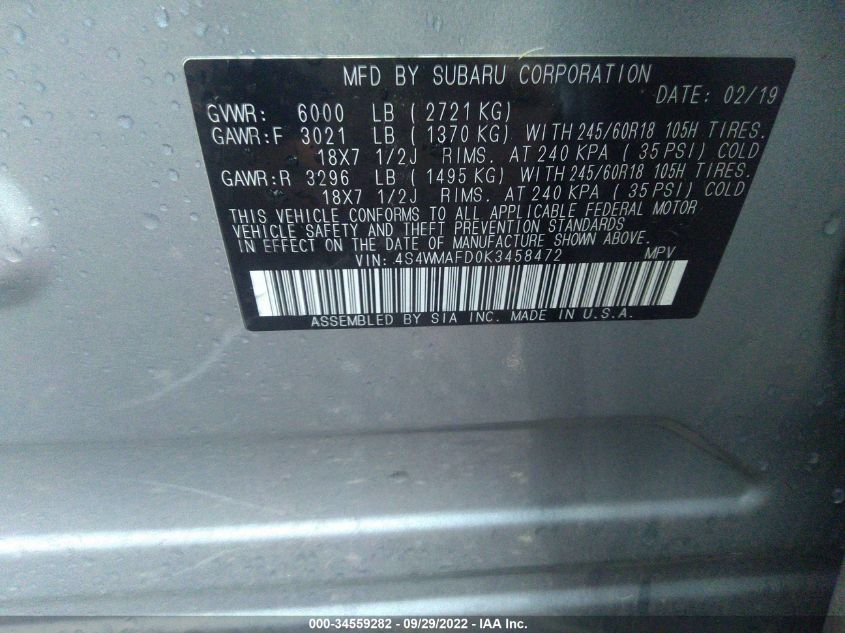 MFD BY SUBARU CORPORATION
DATE: 02/19
GVWR: 6000 LB ( 2721 KG)
GAWR:F 3021 LB ( 1370 KG) WITH 245/60R18 105H TIRES.
18X7 1/2J RIMS. AT 240 KPA ( 35 PSI) COLD
GAWR:R 3296 LB ( 1495 KG) WITH 245/60R18 105H TIRES.
18X7 1/2J RIMS. AT 240 KPA ( 35 PSI) COLD
THIS VEHICLE CONFORMS TO ALL APPLICABLE FEDERAL MOTOR
VEHICLE SAFETY AND THEFT PREVENTION STANDARDS
IN EFFECT ON THE DATE OF MANUFACTURE SHOWN ABOVE.
VIN: 4S4WMAFD0K3458472 MPV
ASSEMBLED BY SIA INC. MADE IN U.S.A.
000-34559282 - 09/29/2022 - IAA Inc.